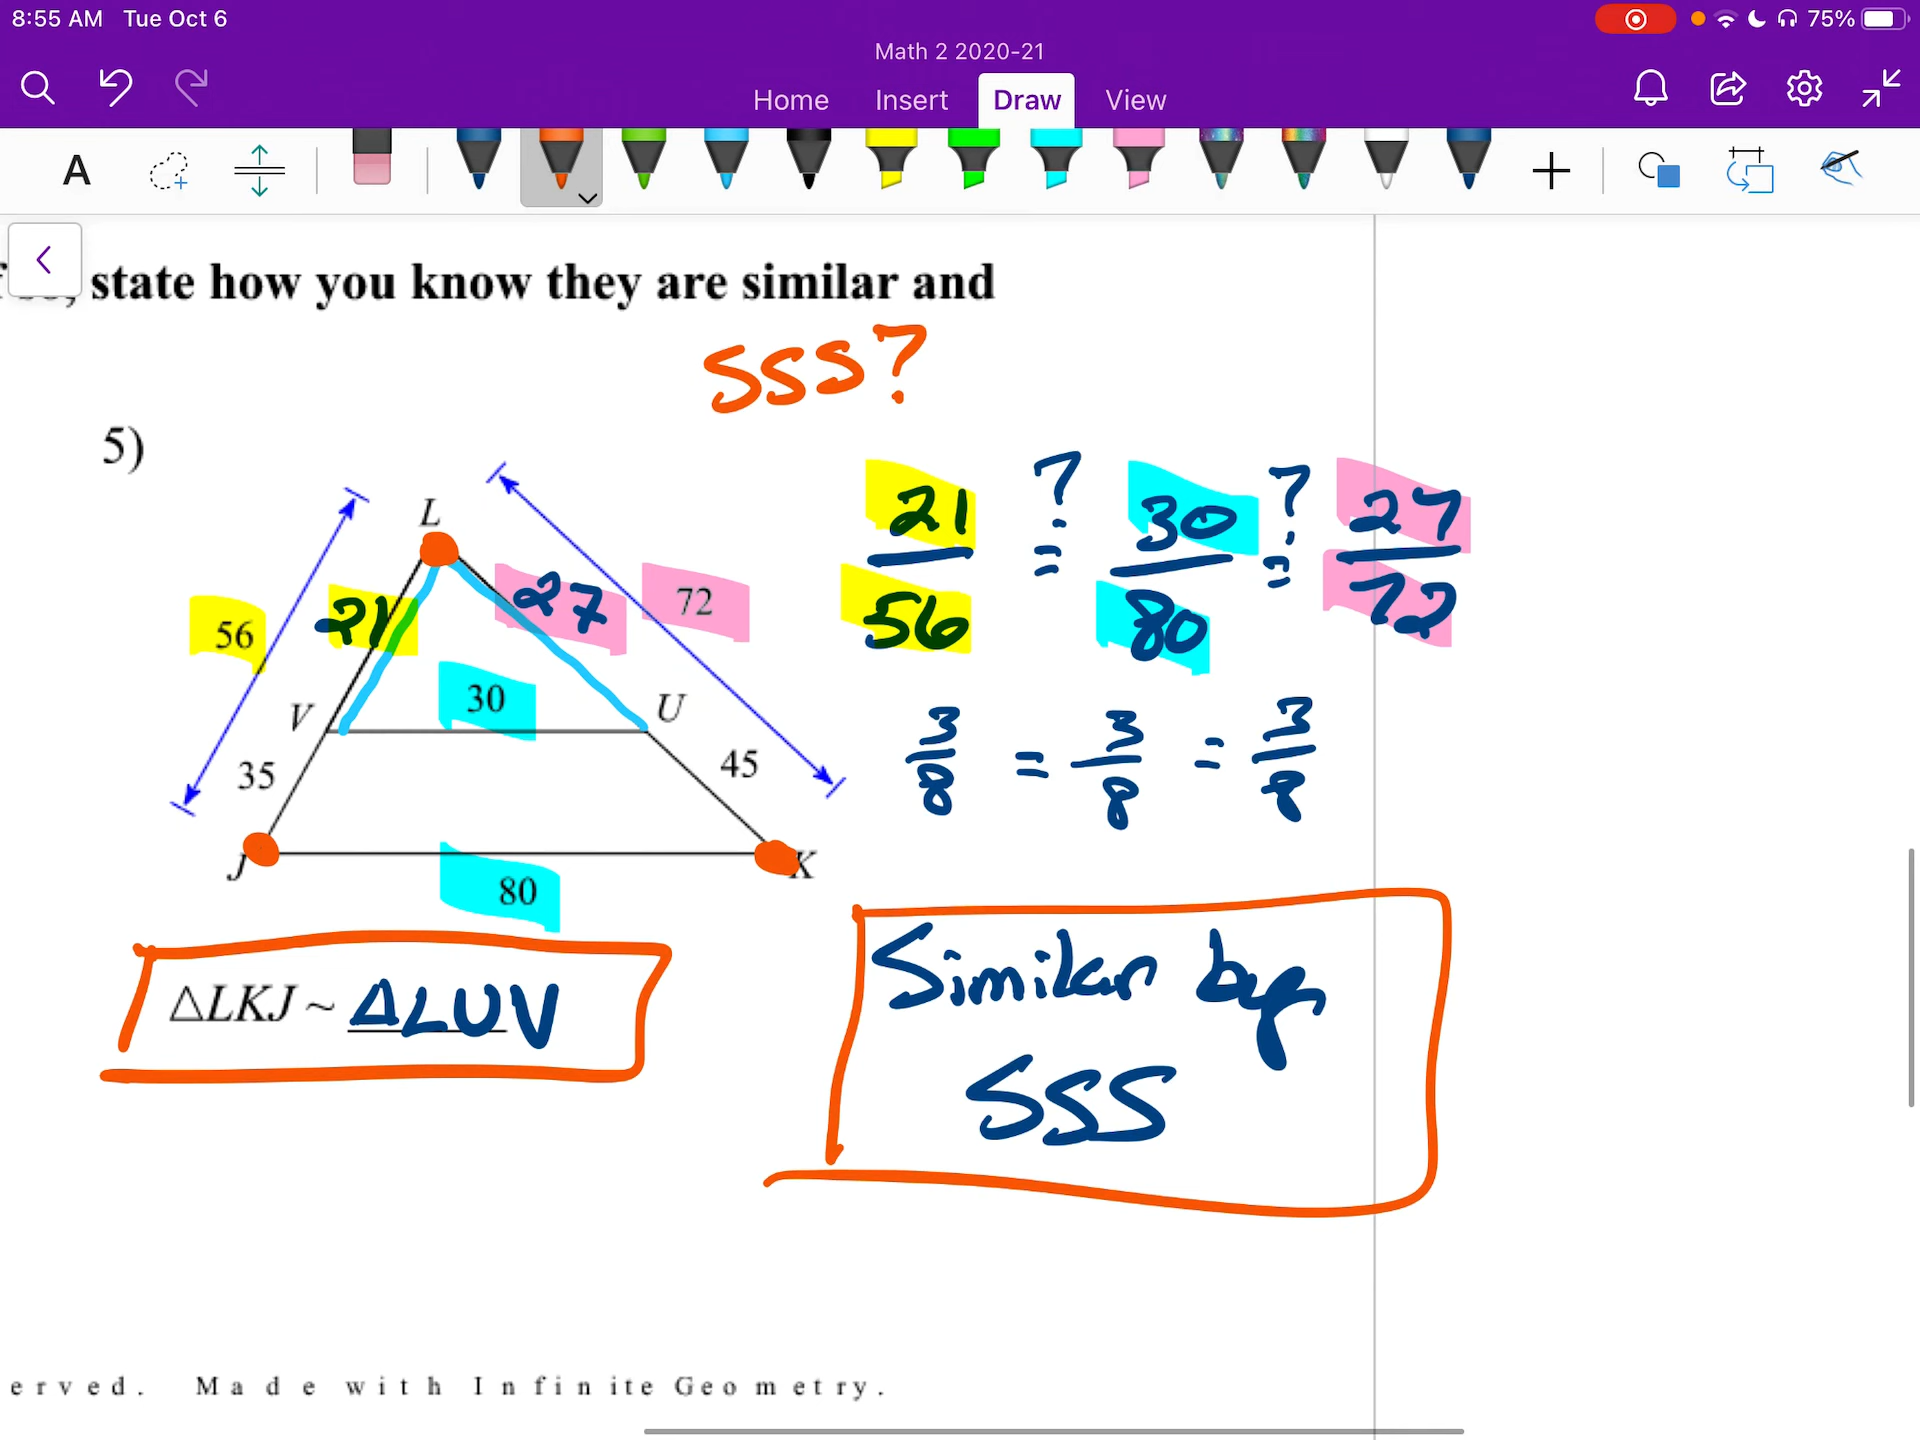 8:55 AM Tue Oct 6
75%
Math 2 2020-21
Home Insert Draw View
A
state how you know they are similar and
SSS?
5)
L
56
21
27
72
V
30
U
35
45
J
K
80
21/56 ?= 30/80 ?= 27/72
3/8 = 3/8 = 3/8
△LKJ ~ △LUV
Similar by
SSS
erved. Made with Infinite Geometry.